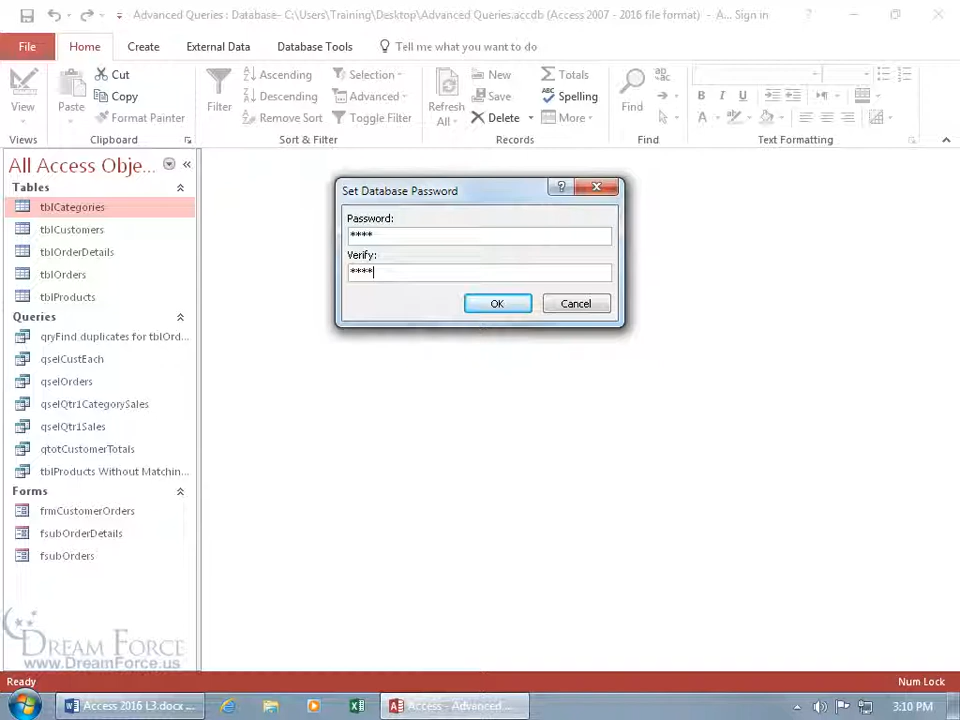 Advanced Queries : Database- C:\Users\Training\Desktop\Advanced Queries.accdb (Access 2007 - 2016 file format) - A... Sign in
File Home Create External Data Database Tools Tell me what you want to do
View
Views
Paste
Cut
Copy
Format Painter
Clipboard
Filter
Ascending
Descending
Remove Sort
Selection
Advanced
Toggle Filter
Sort & Filter
Refresh
All
New
Save
Delete
Totals
Spelling
More
Records
Find
ab
ac
Find
B I U
A
Text Formatting
All Access Obje...
Tables
tblCategories
tblCustomers
tblOrderDetails
tblOrders
tblProducts
Queries
qryFind duplicates for tblOrd...
qselCustEach
qselOrders
qselQtr1CategorySales
qselQtr1Sales
qtotCustomerTotals
tblProducts Without Matchin...
Forms
frmCustomerOrders
fsubOrderDetails
fsubOrders
Set Database Password
?
Password:
****
Verify:
****
OK Cancel
DREAM FORCE
www.DreamForce.us
Ready Num Lock
Access 2016 L3.docx ...
Access - Advanced ...
3:10 PM